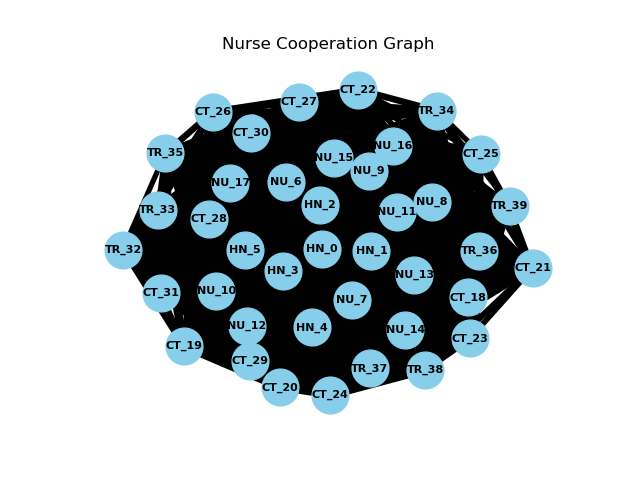 Nurse Cooperation Graph
CT_22
CT_27
CT_26
TR_34
CT_30
NU_16
TR_35
CT_25
NU_15
NU_9
NU_6
NU_17
NU_8
HN_2
TR_39
TR_33
NU_11
CT_28
TR_32
HN_5
HN_0
HN_1
TR_36
CT_21
HN_3
NU_13
CT_31
NU_10
CT_18
NU_7
NU_12
HN_4
NU_14
CT_23
CT_19
CT_29
TR_37
TR_38
CT_20
CT_24